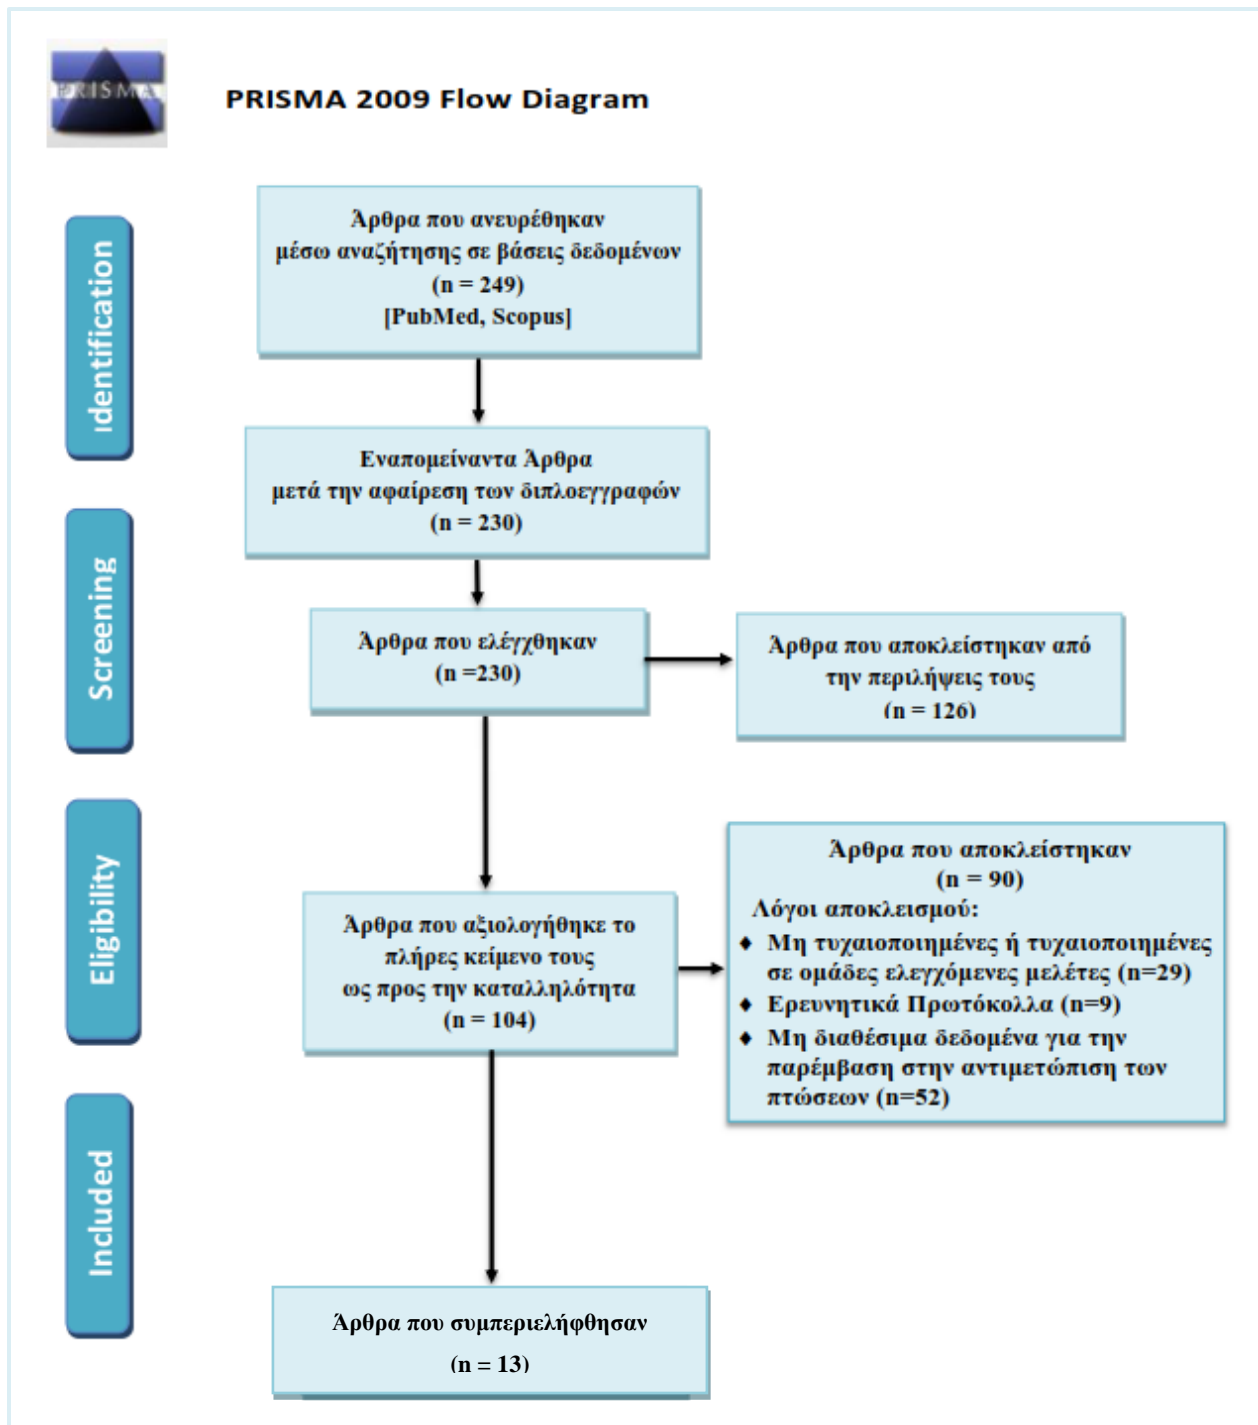 PRISMA
PRISMA 2009 Flow Diagram
Identification
Άρθρα που ανευρέθηκαν
μέσω αναζήτησης σε βάσεις δεδομένων
(n = 249)
[PubMed, Scopus]
Εναπομείναντα Άρθρα
μετά την αφαίρεση των διπλοεγγραφών
(n = 230)
Screening
Άρθρα που ελέγχθηκαν
(n =230)
Άρθρα που αποκλείστηκαν από
την περιλήψεις τους
(n = 126)
Eligibility
Άρθρα που αξιολογήθηκε το
πλήρες κείμενο τους
ως προς την καταλληλότητα
(n = 104)
Άρθρα που αποκλείστηκαν
(n = 90)
Λόγοι αποκλεισμού:
♦ Μη τυχαιοποιημένες ή τυχαιοποιημένες
σε ομάδες ελεγχόμενες μελέτες (n=29)
♦ Ερευνητικά Πρωτόκολλα (n=9)
♦ Μη διαθέσιμα δεδομένα για την
παρέμβαση στην αντιμετώπιση των
πτώσεων (n=52)
Included
Άρθρα που συμπεριελήφθησαν
(n = 13)